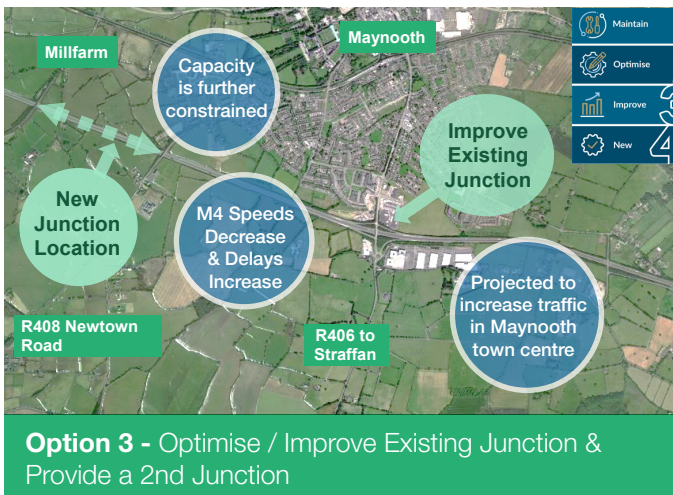 Millfarm
Maynooth
Capacity
is further
constrained
Maintain
Optimise
Improve
New
3
4
Improve
Existing
Junction
New
Junction
Location
M4 Speeds
Decrease
& Delays
Increase
Projected to
increase traffic
in Maynooth
town centre
R408 Newtown
Road
R406 to
Straffan
Option 3 - Optimise / Improve Existing Junction &
Provide a 2nd Junction